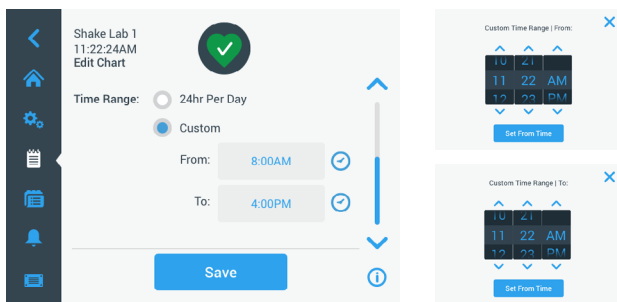 Shake Lab 1
11:22:24AM
Edit Chart
Time Range: 24hr Per Day
Custom
From: 8:00AM
To: 4:00PM
Save
Custom Time Range | From:
10 21
11 22 AM
12 23 PM
Set From Time
Custom Time Range | To:
10 21
11 22 AM
12 23 PM
Set From Time